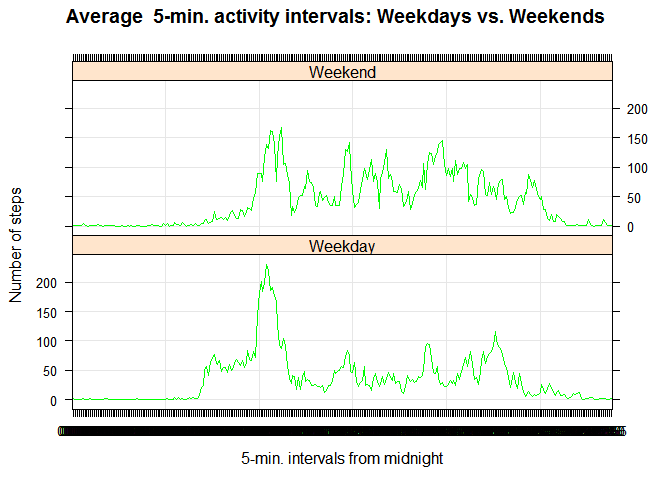 Average  5-min. activity intervals: Weekdays vs. Weekends
Weekend
200
150
100
50
0
Number of steps
Weekday
200
150
100
50
0
5-min. intervals from midnight